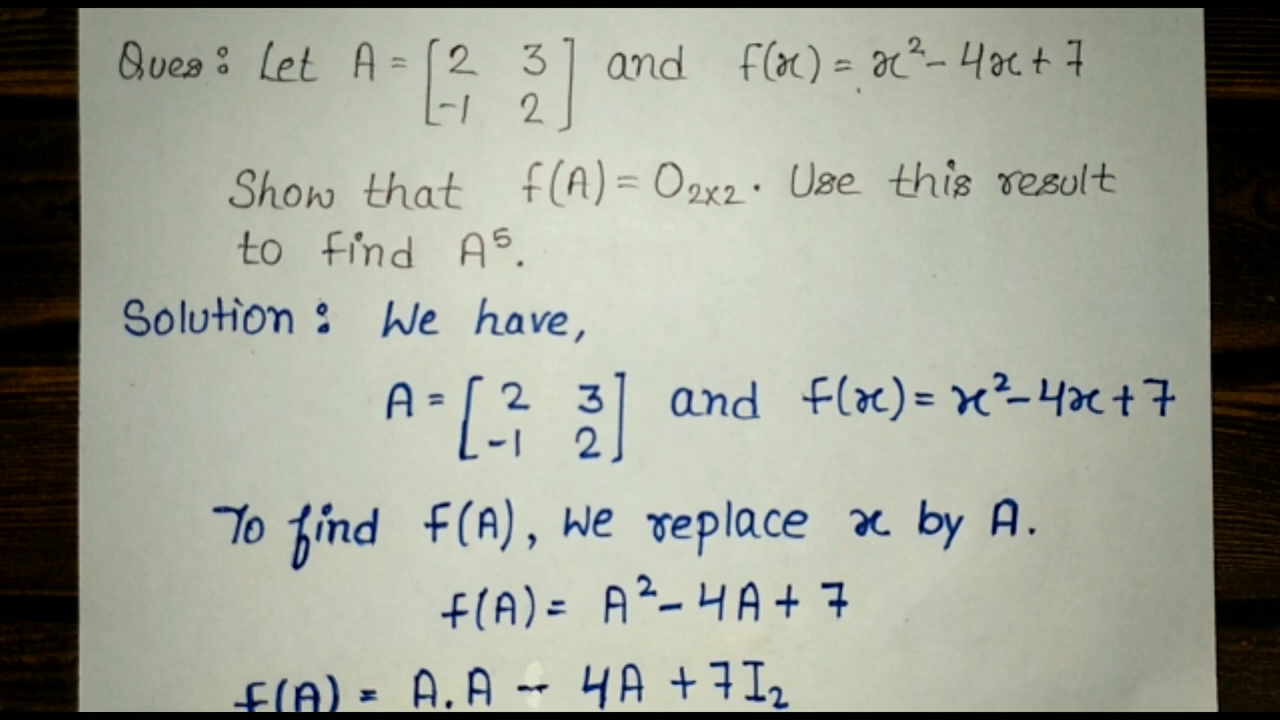 Ques: Let A = [2 3] and f(x) = x² - 4x + 7
[-1 2]
Show that f(A) = O₂ₓ₂. Use this result
to find A⁵.
Solution: We have,
A = [2 3] and f(x) = x² - 4x + 7
[-1 2]
To find f(A), we replace x by A.
f(A) = A² - 4A + 7
f(A) = A.A - 4A + 7I₂